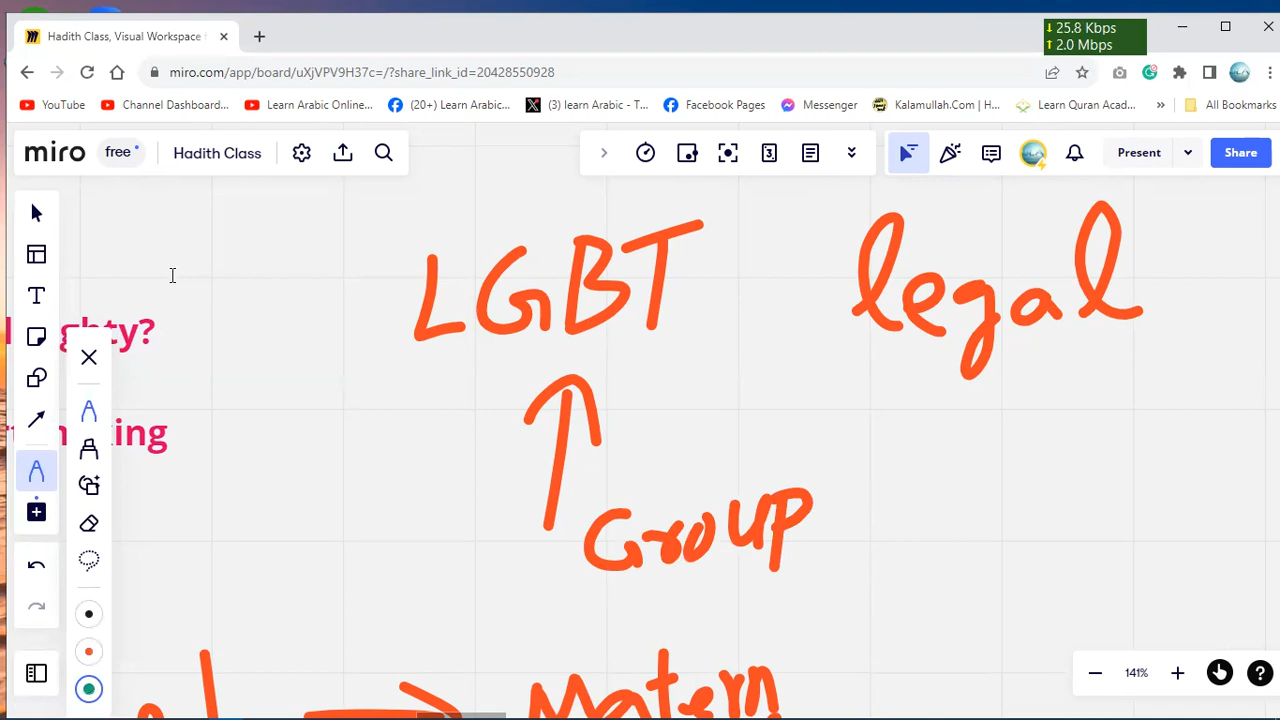 25.8 Kbps
2.0 Mbps
Hadith Class, Visual Workspace
miro.com/app/board/uXjVPV9H37c=/?share_link_id=20428550928
YouTube Channel Dashboard... Learn Arabic Online... (20+) Learn Arabic... (3) learn Arabic - T... Facebook Pages Messenger Kalamullah.Com | H... Learn Quran Acad... » All Bookmarks
miro free Hadith Class 3 Present Share
LGBT legal
ghty?
king
Group
Matern
141%